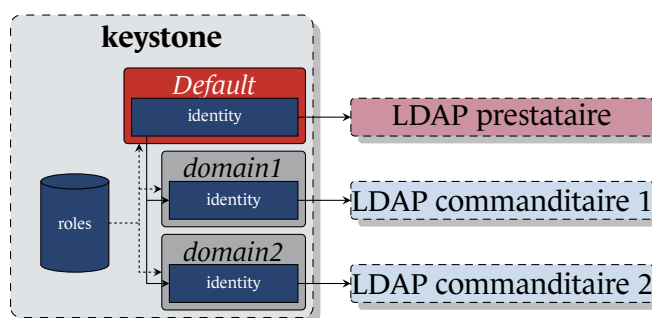 keystone
Default
identity
LDAP prestataire
domain1
identity
LDAP commanditaire 1
roles
domain2
identity
LDAP commanditaire 2